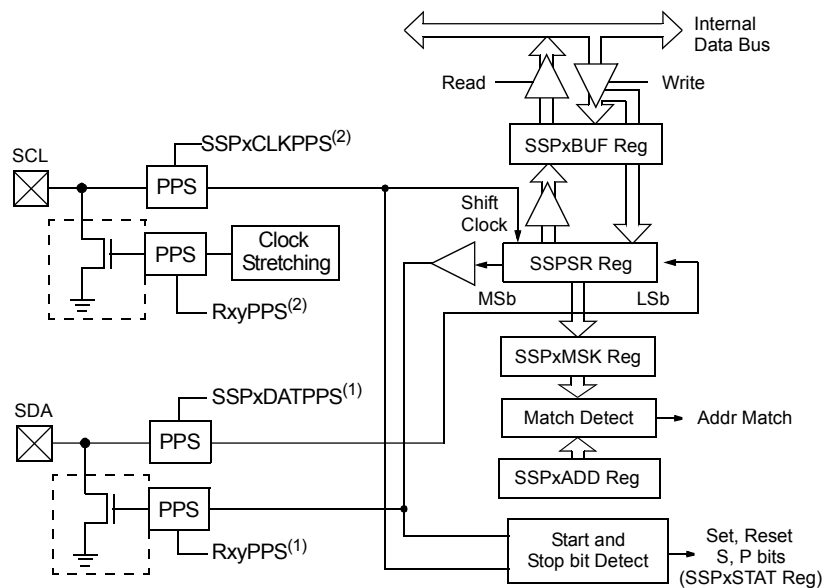 Internal
Data Bus
Read
Write
SSPxCLKPPS(2)
SSPxBUF Reg
SCL
PPS
Shift
Clock
PPS
Clock
Stretching
SSPSR Reg
MSb
LSb
RxyPPS(2)
SSPxMSK Reg
SSPxDATPPS(1)
SDA
PPS
Match Detect
Addr Match
SSPxADD Reg
PPS
Start and
Stop bit Detect
Set, Reset
S, P bits
(SSPxSTAT Reg)
RxyPPS(1)